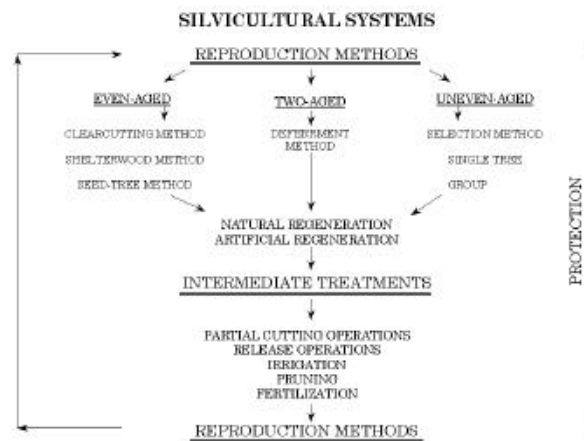 SILVICULTURAL SYSTEMS
REPRODUCTION METHODS
EVEN-AGED
TWO-AGED
UNEVEN-AGED
CLEARCUTTING METHOD
DEFERRMENT
METHOD
SELECTION METHOD
SHELTERWOOD METHOD
SINGLE TREE
SEED-TREE METHOD
GROUP
NATURAL REGENERATION
ARTIFICIAL REGENERATION
PROTECTION
INTERMEDIATE TREATMENTS
PARTIAL CUTTING OPERATIONS
RELEASE OPERATIONS
IRRIGATION
PRUNING
FERTILIZATION
REPRODUCTION METHODS